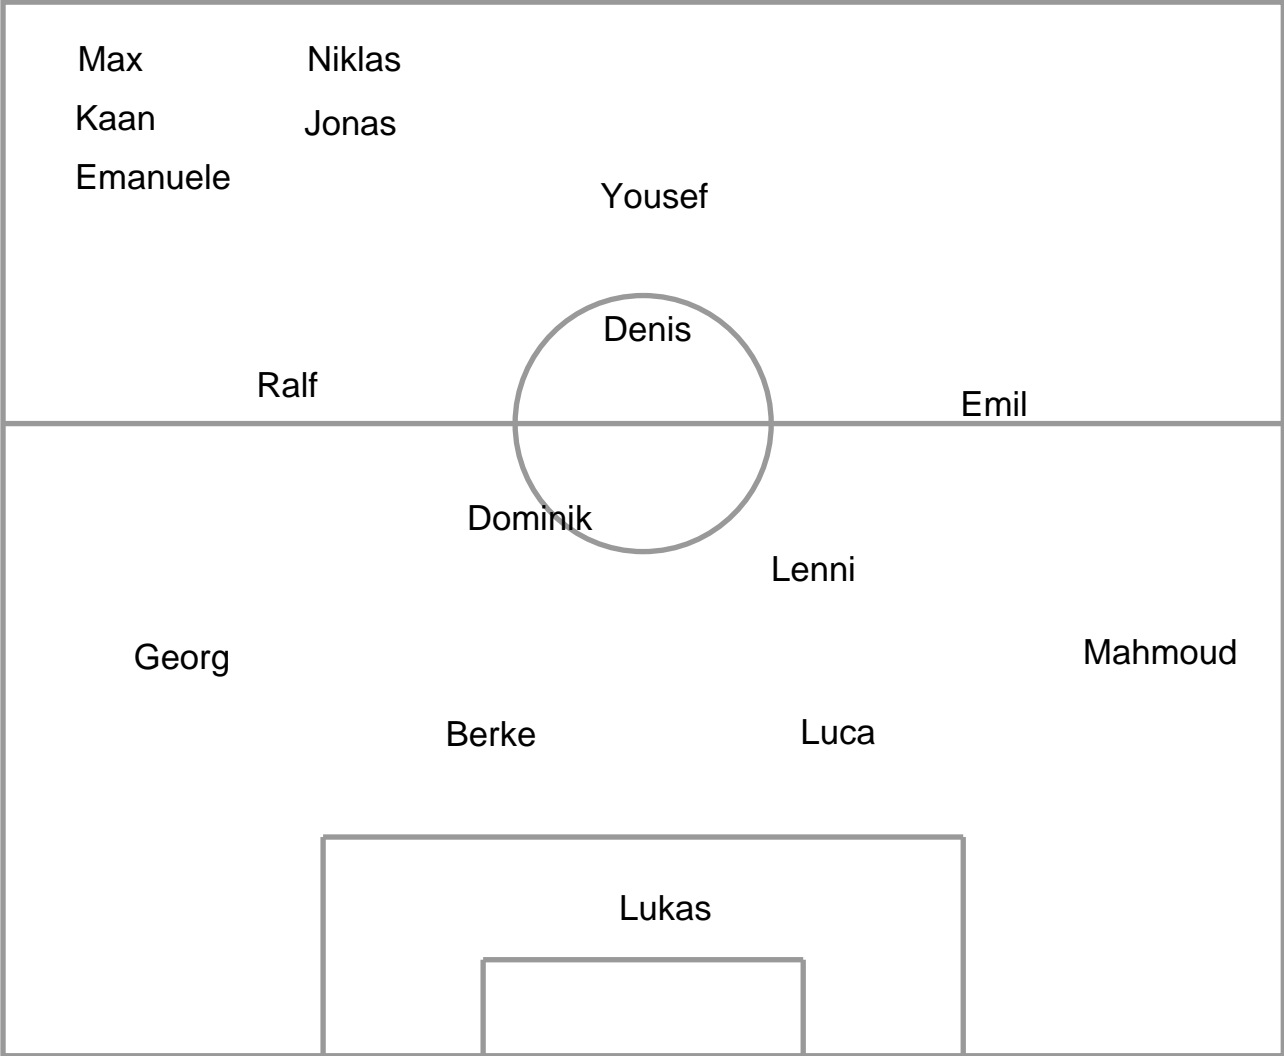 Max Niklas
Kaan Jonas
Emanuele
Yousef
Denis
Ralf
Emil
Dominik
Lenni
Georg
Mahmoud
Berke
Luca
Lukas